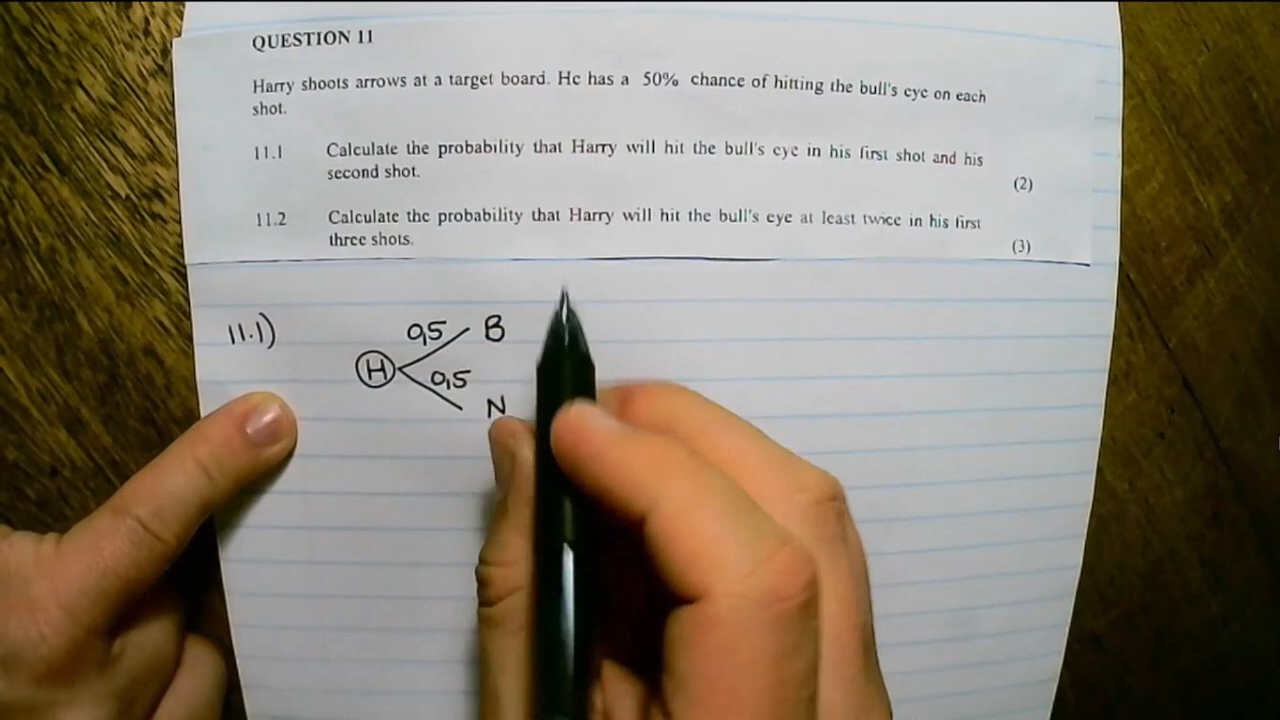 QUESTION 11
Harry shoots arrows at a target board. He has a 50% chance of hitting the bull's eye on each
shot.
11.1 Calculate the probability that Harry will hit the bull's eye in his first shot and his
second shot.
(2)
11.2 Calculate the probability that Harry will hit the bull's eye at least twice in his first
three shots.
(3)
11.1)
0,5 B
H
0,5
N